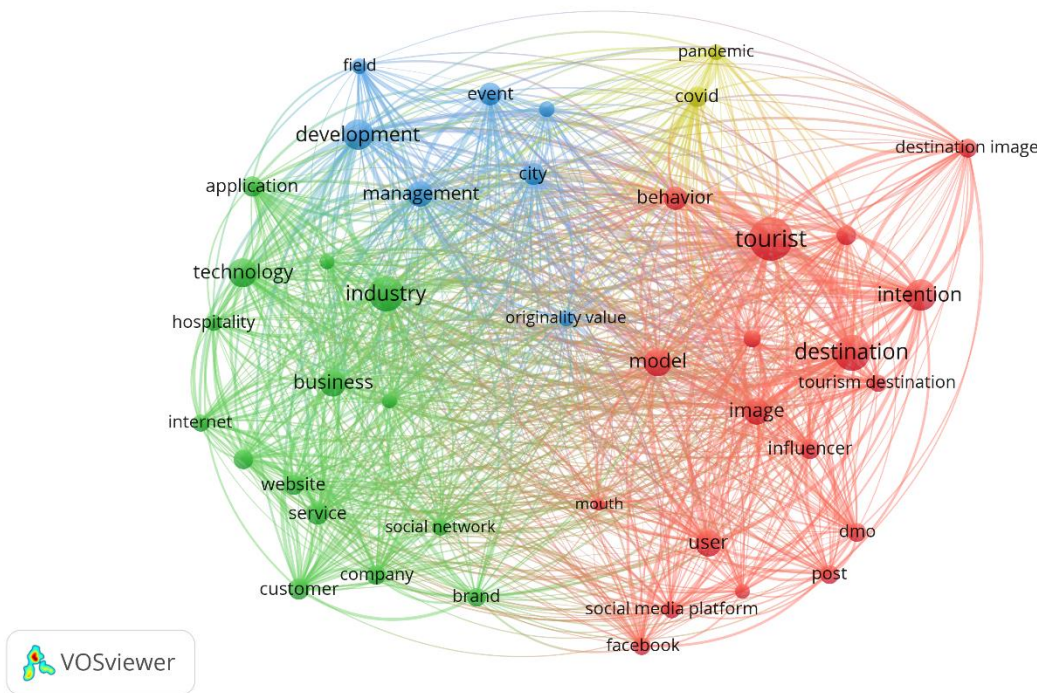 pandemic
field
event
covid
development
destination image
city
application
management
behavior
tourist
technology
industry
intention
hospitality
originality value
model
destination
business
tourism destination
image
internet
influencer
website
mouth
service
social network
dmo
user
company
post
customer
brand
social media platform
facebook
VOSviewer